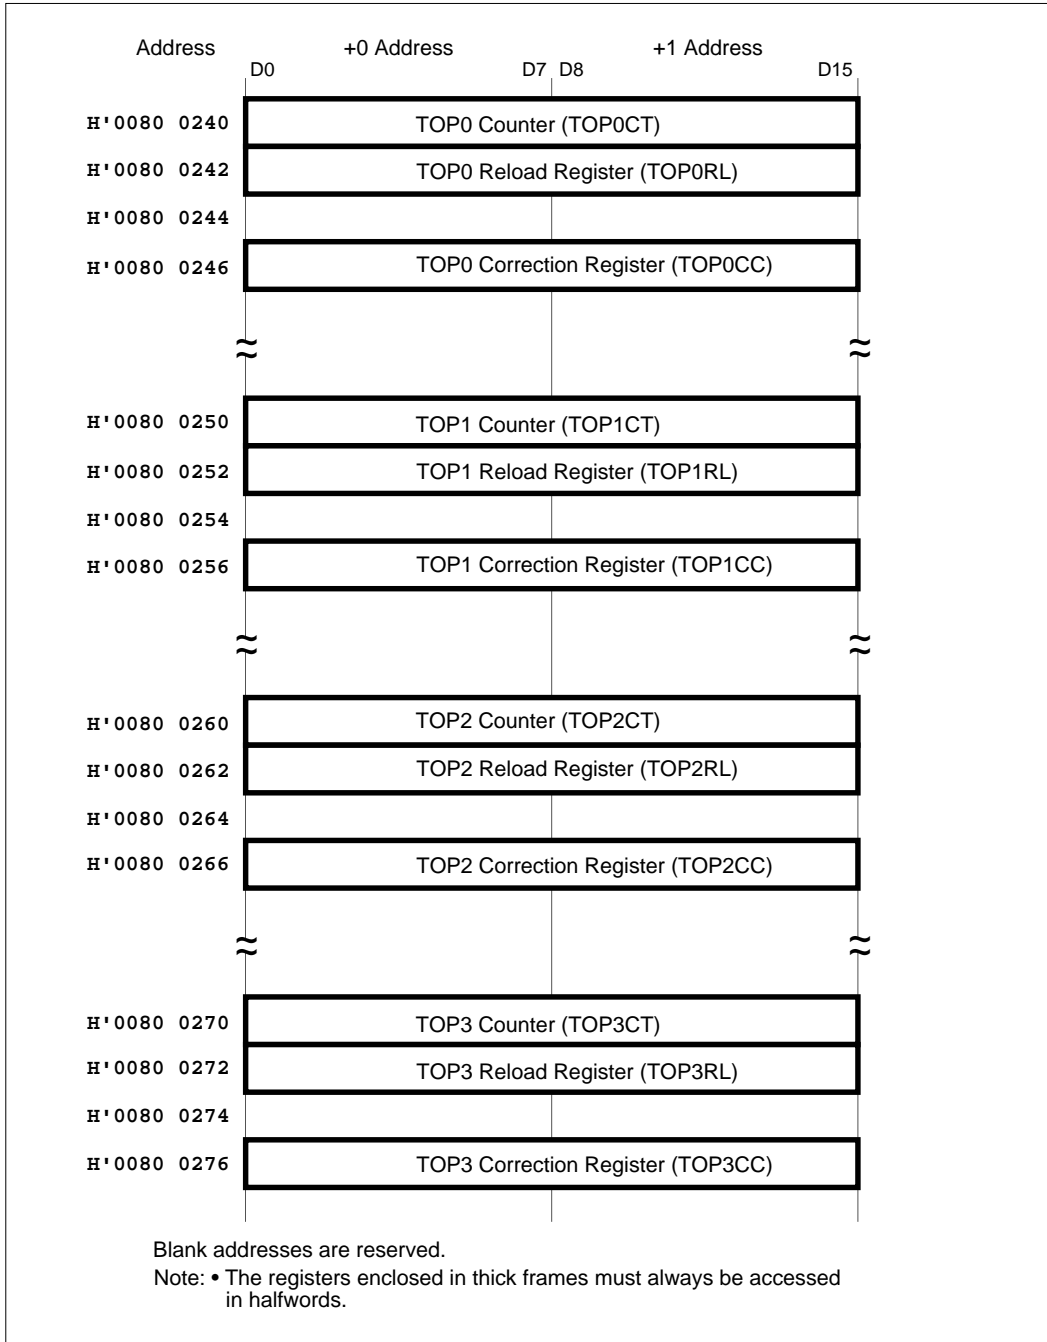 Address +0 Address +1 Address
D0 D7 D8 D15
H'0080 0240 TOP0 Counter (TOP0CT)
H'0080 0242 TOP0 Reload Register (TOP0RL)
H'0080 0244
H'0080 0246 TOP0 Correction Register (TOP0CC)
≈ ≈
H'0080 0250 TOP1 Counter (TOP1CT)
H'0080 0252 TOP1 Reload Register (TOP1RL)
H'0080 0254
H'0080 0256 TOP1 Correction Register (TOP1CC)
≈ ≈
H'0080 0260 TOP2 Counter (TOP2CT)
H'0080 0262 TOP2 Reload Register (TOP2RL)
H'0080 0264
H'0080 0266 TOP2 Correction Register (TOP2CC)
≈ ≈
H'0080 0270 TOP3 Counter (TOP3CT)
H'0080 0272 TOP3 Reload Register (TOP3RL)
H'0080 0274
H'0080 0276 TOP3 Correction Register (TOP3CC)
Blank addresses are reserved.
Note: • The registers enclosed in thick frames must always be accessed
in halfwords.